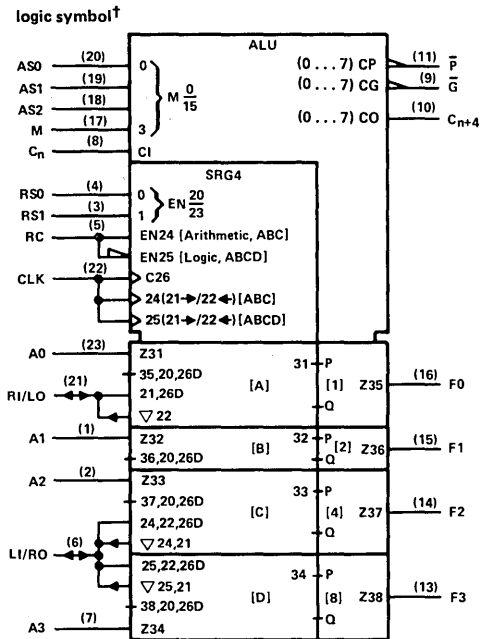 logic symbol†
ALU
AS0 (20) 0
AS1 (19)
AS2 (18)
M (17) 3
M 0/15
Cn (8) CI
(0 ... 7) CP (11) P̅
(0 ... 7) CG (9) G̅
(0 ... 7) CO (10) Cn+4
SRG4
RS0 (4) 0
RS1 (3) 1
EN 20/23
RC (5) EN24 [Arithmetic, ABC]
EN25 [Logic, ABCD]
CLK (22) C26
24(21→/22←)[ABC]
25(21→/22←)[ABCD]
A0 (23) Z31
35,20,26D
RI/LO (21) 21,26D
▽22
[A] 31 P [1] Z35 (16) F0
Q
A1 (1) Z32
36,20,26D
[B] 32 P [2] Z36 (15) F1
Q
A2 (2) Z33
37,20,26D
24,22,26D
▽24,21
[C] 33 P [4] Z37 (14) F2
Q
LI/RO (6)
25,22,26D
▽25,21
38,20,26D
[D] 34 P [8] Z38 (13) F3
Q
A3 (7) Z34